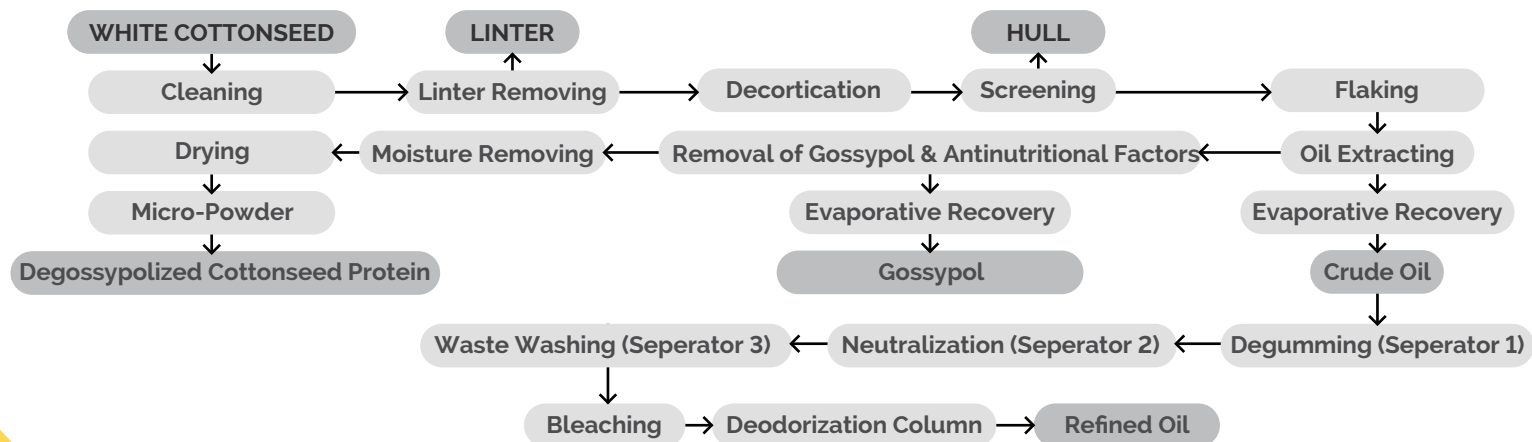 WHITE COTTONSEED
LINTER
HULL
Cleaning
Linter Removing
Decortication
Screening
Flaking
Drying
Moisture Removing
Removal of Gossypol & Antinutritional Factors
Oil Extracting
Micro-Powder
Evaporative Recovery
Evaporative Recovery
Degossypolized Cottonseed Protein
Gossypol
Crude Oil
Waste Washing (Seperator 3)
Neutralization (Seperator 2)
Degumming (Seperator 1)
Bleaching
Deodorization Column
Refined Oil